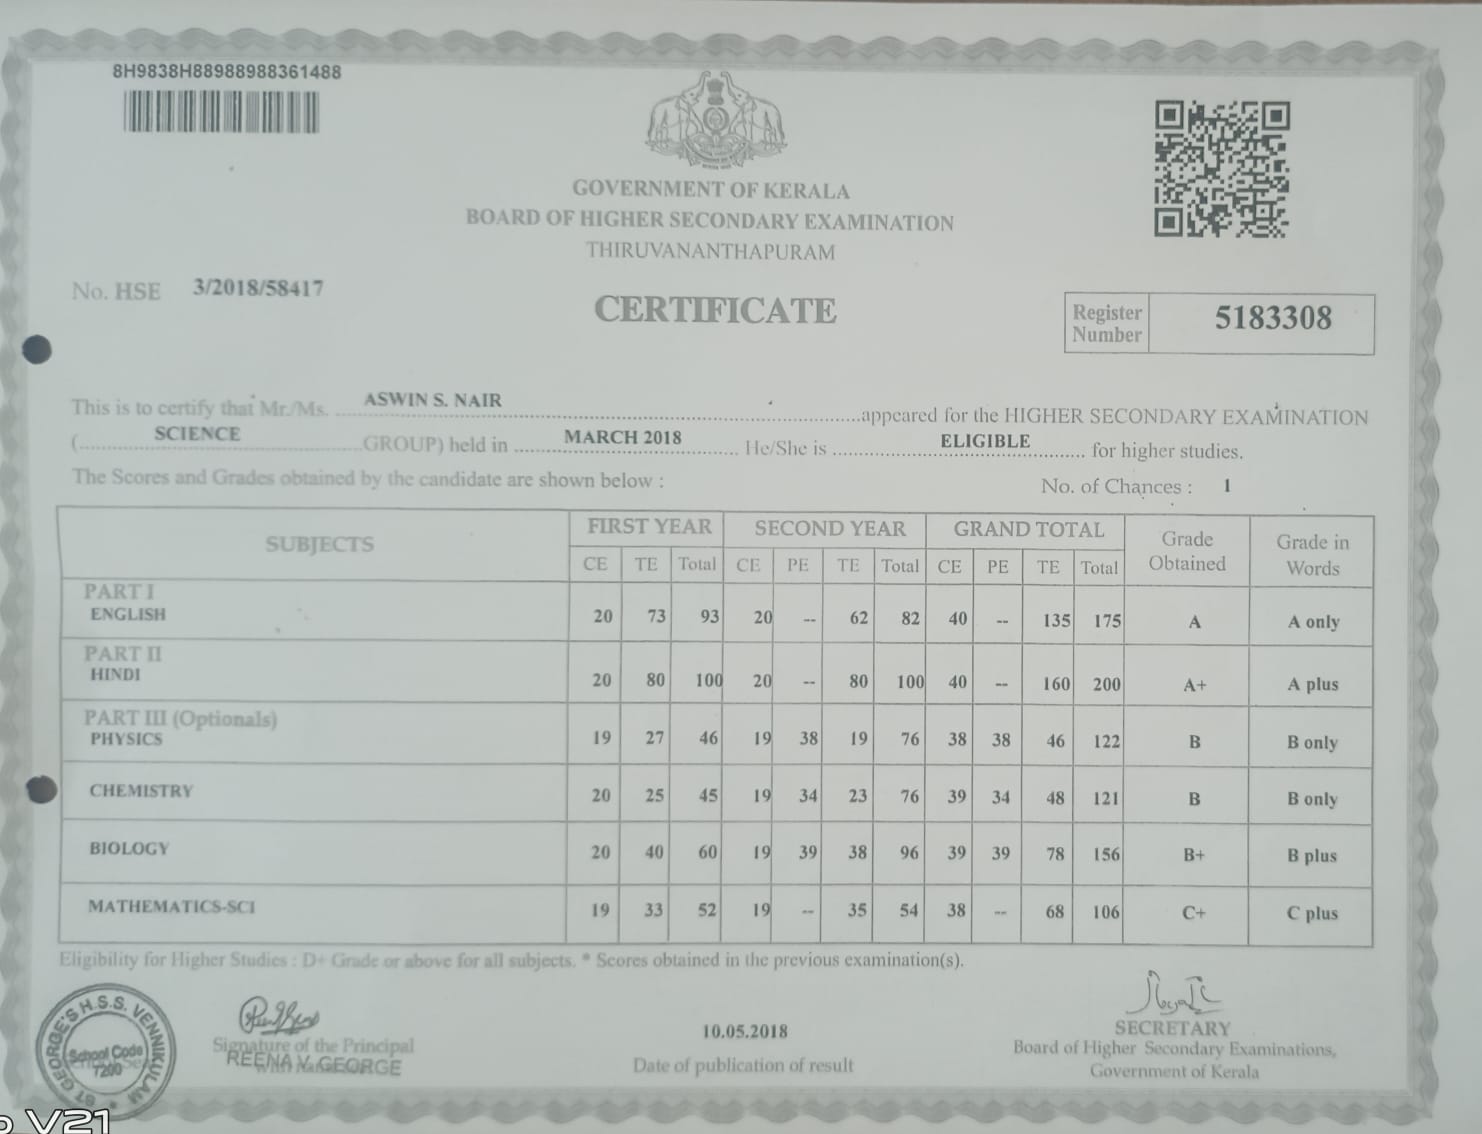 8H9838H88988988361488
GOVERNMENT OF KERALA
BOARD OF HIGHER SECONDARY EXAMINATION
THIRUVANANTHAPURAM
No. HSE 3/2018/58417
CERTIFICATE
Register Number 5183308
This is to certify that Mr./Ms. ASWIN S. NAIR appeared for the HIGHER SECONDARY EXAMINATION
(SCIENCE GROUP) held in MARCH 2018 He/She is ELIGIBLE for higher studies.
The Scores and Grades obtained by the candidate are shown below :
No. of Chances : 1
SUBJECTS FIRST YEAR SECOND YEAR GRAND TOTAL Grade Obtained Grade in Words
CE TE Total CE PE TE Total CE PE TE Total
PART I
ENGLISH 20 73 93 20 -- 62 82 40 -- 135 175 A A only
PART II
HINDI 20 80 100 20 -- 80 100 40 -- 160 200 A+ A plus
PART III (Optionals)
PHYSICS 19 27 46 19 38 19 76 38 38 46 122 B B only
CHEMISTRY 20 25 45 19 34 23 76 39 34 48 121 B B only
BIOLOGY 20 40 60 19 39 38 96 39 39 78 156 B+ B plus
MATHEMATICS-SCI 19 33 52 19 -- 35 54 38 -- 68 106 C+ C plus
Eligibility for Higher Studies : D+ Grade or above for all subjects. * Scores obtained in the previous examination(s).
ST GEORGE'S H.S.S. VENNIKULAM
School Code
7200
Signature of the Principal
REENA V. GEORGE
10.05.2018
Date of publication of result
SECRETARY
Board of Higher Secondary Examinations,
Government of Kerala
V21